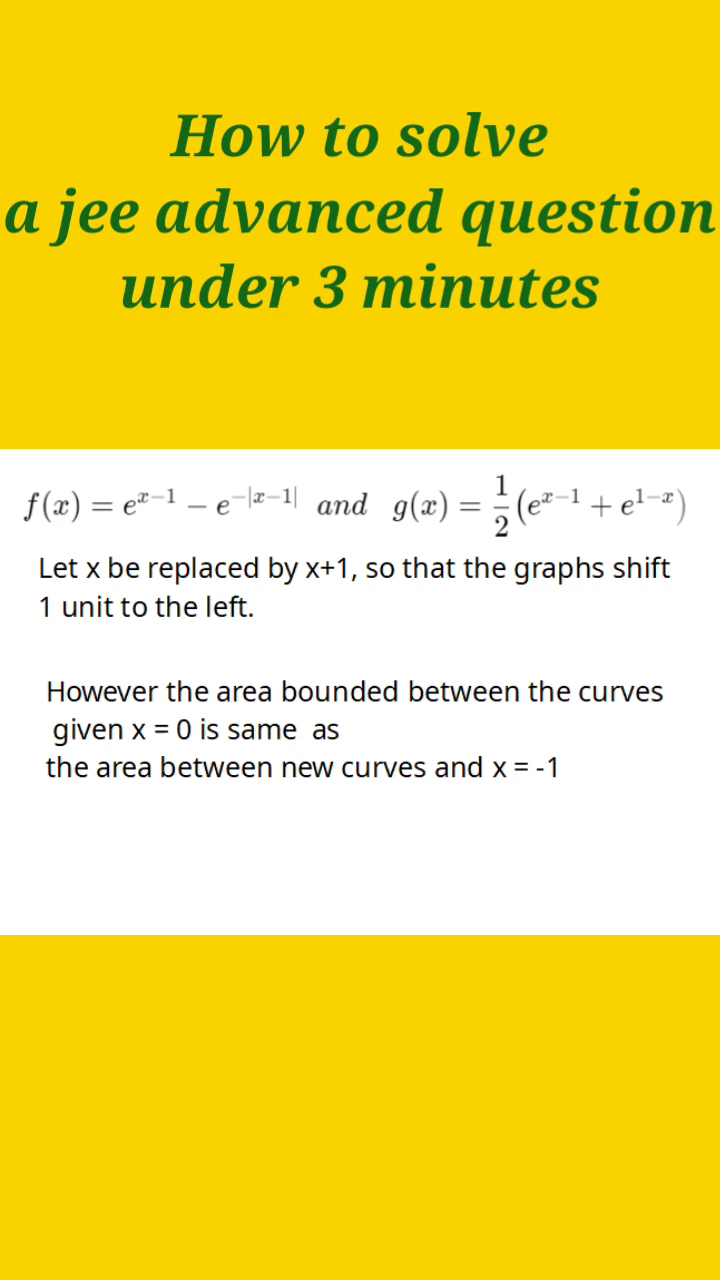 How to solve
a jee advanced question
under 3 minutes
f(x) = e^{x-1} − e^{-|x-1|} and g(x) = \frac{1}{2}(e^{x-1} + e^{1-x})
Let x be replaced by x+1, so that the graphs shift
1 unit to the left.
However the area bounded between the curves
given x = 0 is same as
the area between new curves and x = -1